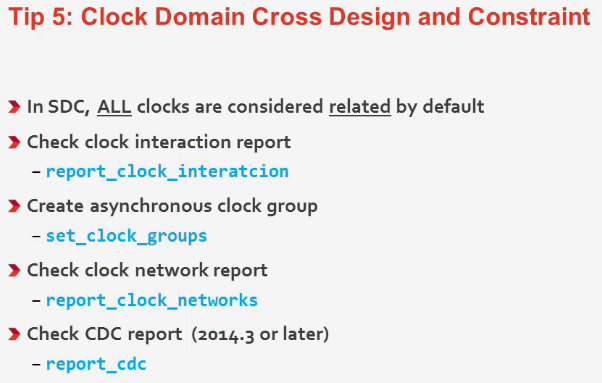 Tip 5: Clock Domain Cross Design and Constraint
In SDC, ALL clocks are considered related by default
Check clock interaction report
– report_clock_interatcion
Create asynchronous clock group
– set_clock_groups
Check clock network report
– report_clock_networks
Check CDC report (2014.3 or later)
– report_cdc